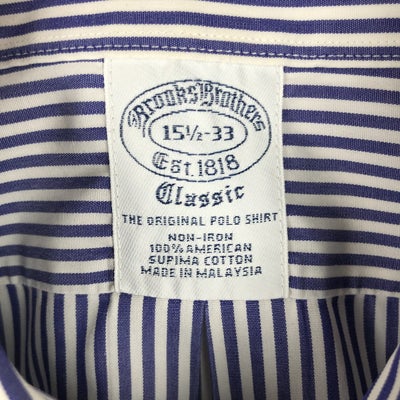 Brooks Brothers
15½-33
Est. 1818
Classic
THE ORIGINAL POLO SHIRT
NON-IRON
100% AMERICAN
SUPIMA COTTON
MADE IN MALAYSIA